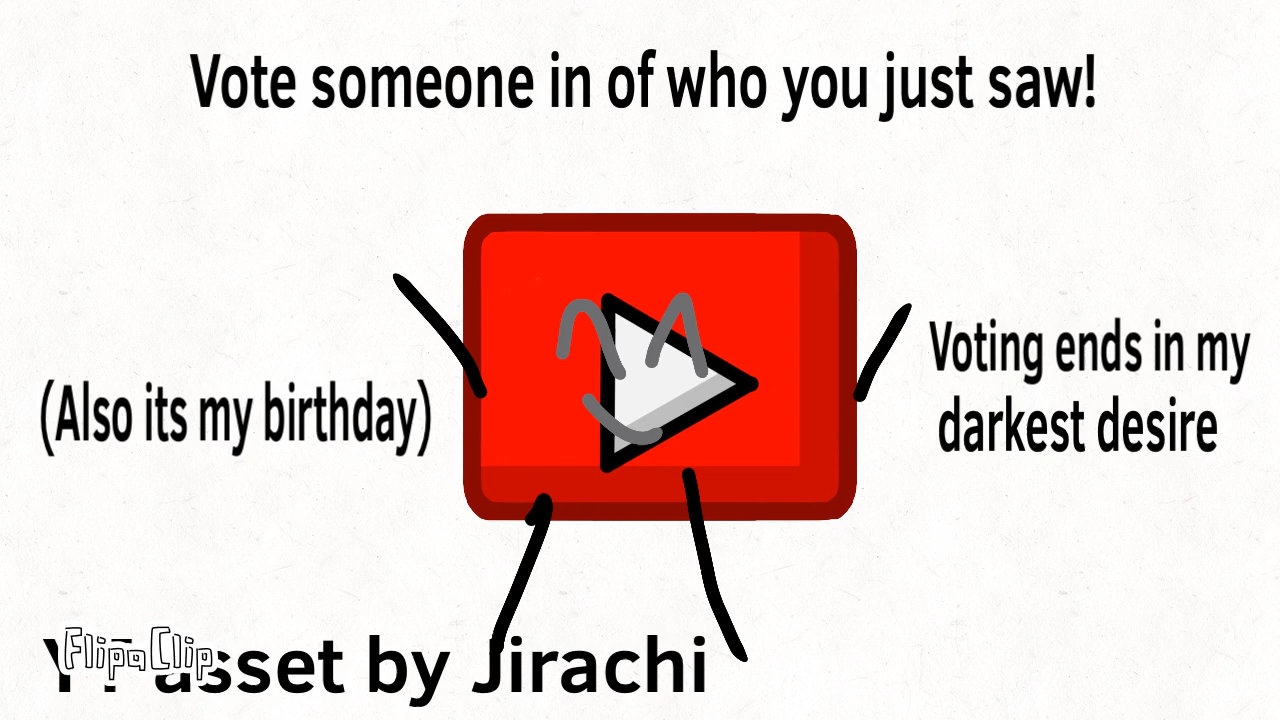 Vote someone in of who you just saw!
(Also its my birthday)
Voting ends in my
darkest desire
FlipaClip
asset by Jirachi